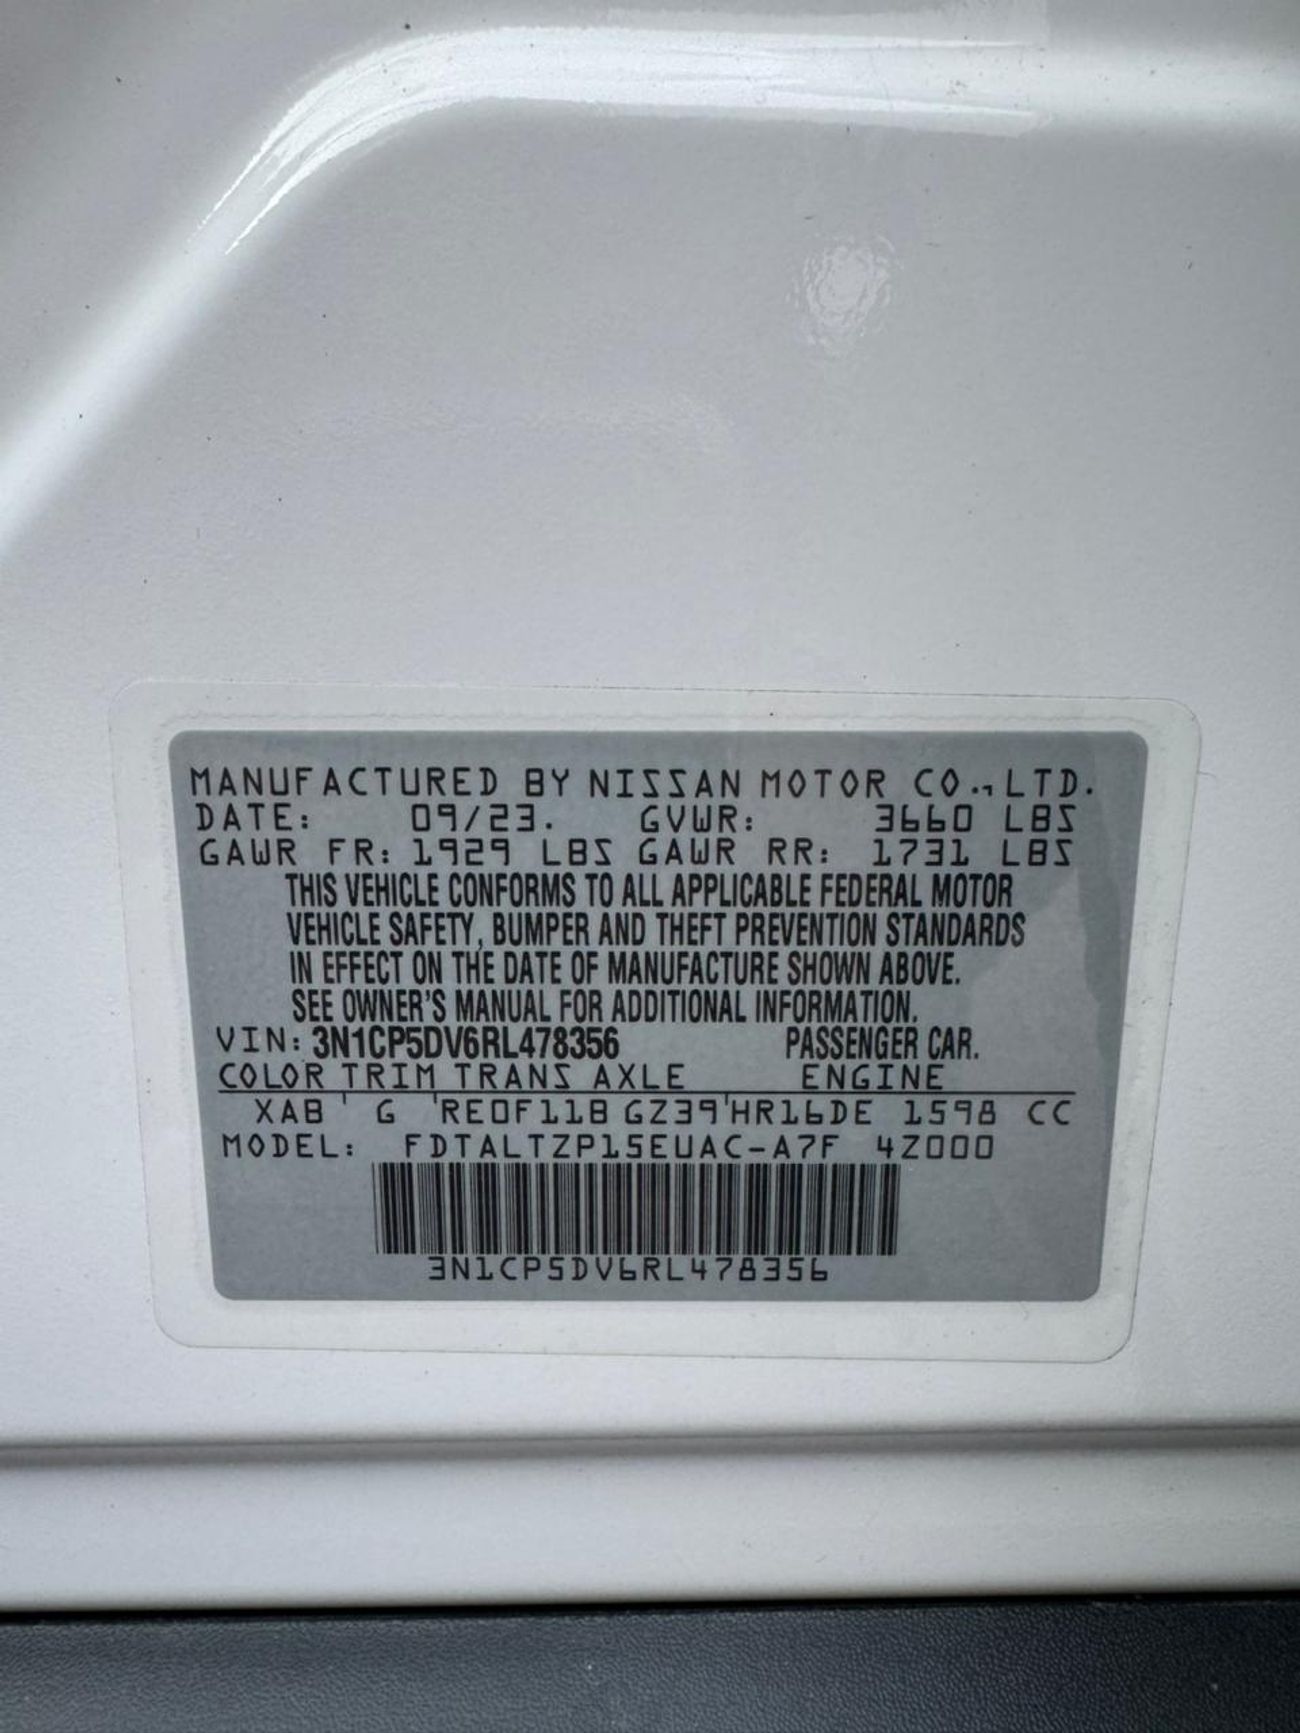 MANUFACTURED BY NISSAN MOTOR CO., LTD.
DATE: 09/23. GVWR: 3660 LBS
GAWR FR: 1929 LBS GAWR RR: 1731 LBS
THIS VEHICLE CONFORMS TO ALL APPLICABLE FEDERAL MOTOR
VEHICLE SAFETY, BUMPER AND THEFT PREVENTION STANDARDS
IN EFFECT ON THE DATE OF MANUFACTURE SHOWN ABOVE.
SEE OWNER'S MANUAL FOR ADDITIONAL INFORMATION.
VIN: 3N1CP5DV6RL478356 PASSENGER CAR.
COLOR TRIM TRANS AXLE ENGINE
XAB ' G 'RE0F11B GZ39'HR16DE 1598 CC
MODEL: FDTALTZP15EUAC-A7F 4Z000
3N1CP5DV6RL478356